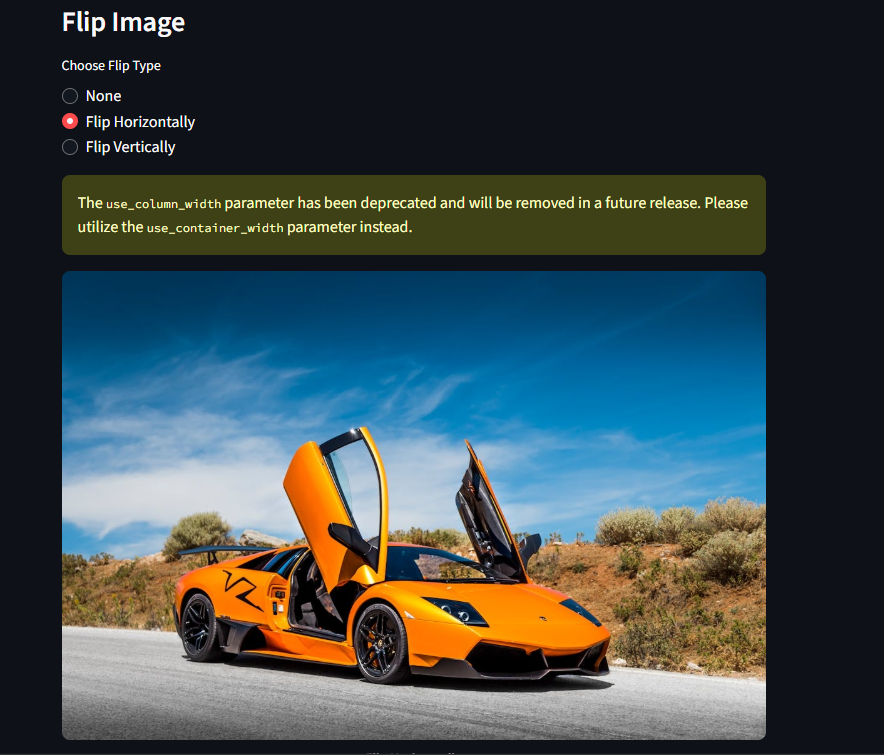 Flip Image
Choose Flip Type
None
Flip Horizontally
Flip Vertically
The use_column_width parameter has been deprecated and will be removed in a future release. Please
utilize the use_container_width parameter instead.